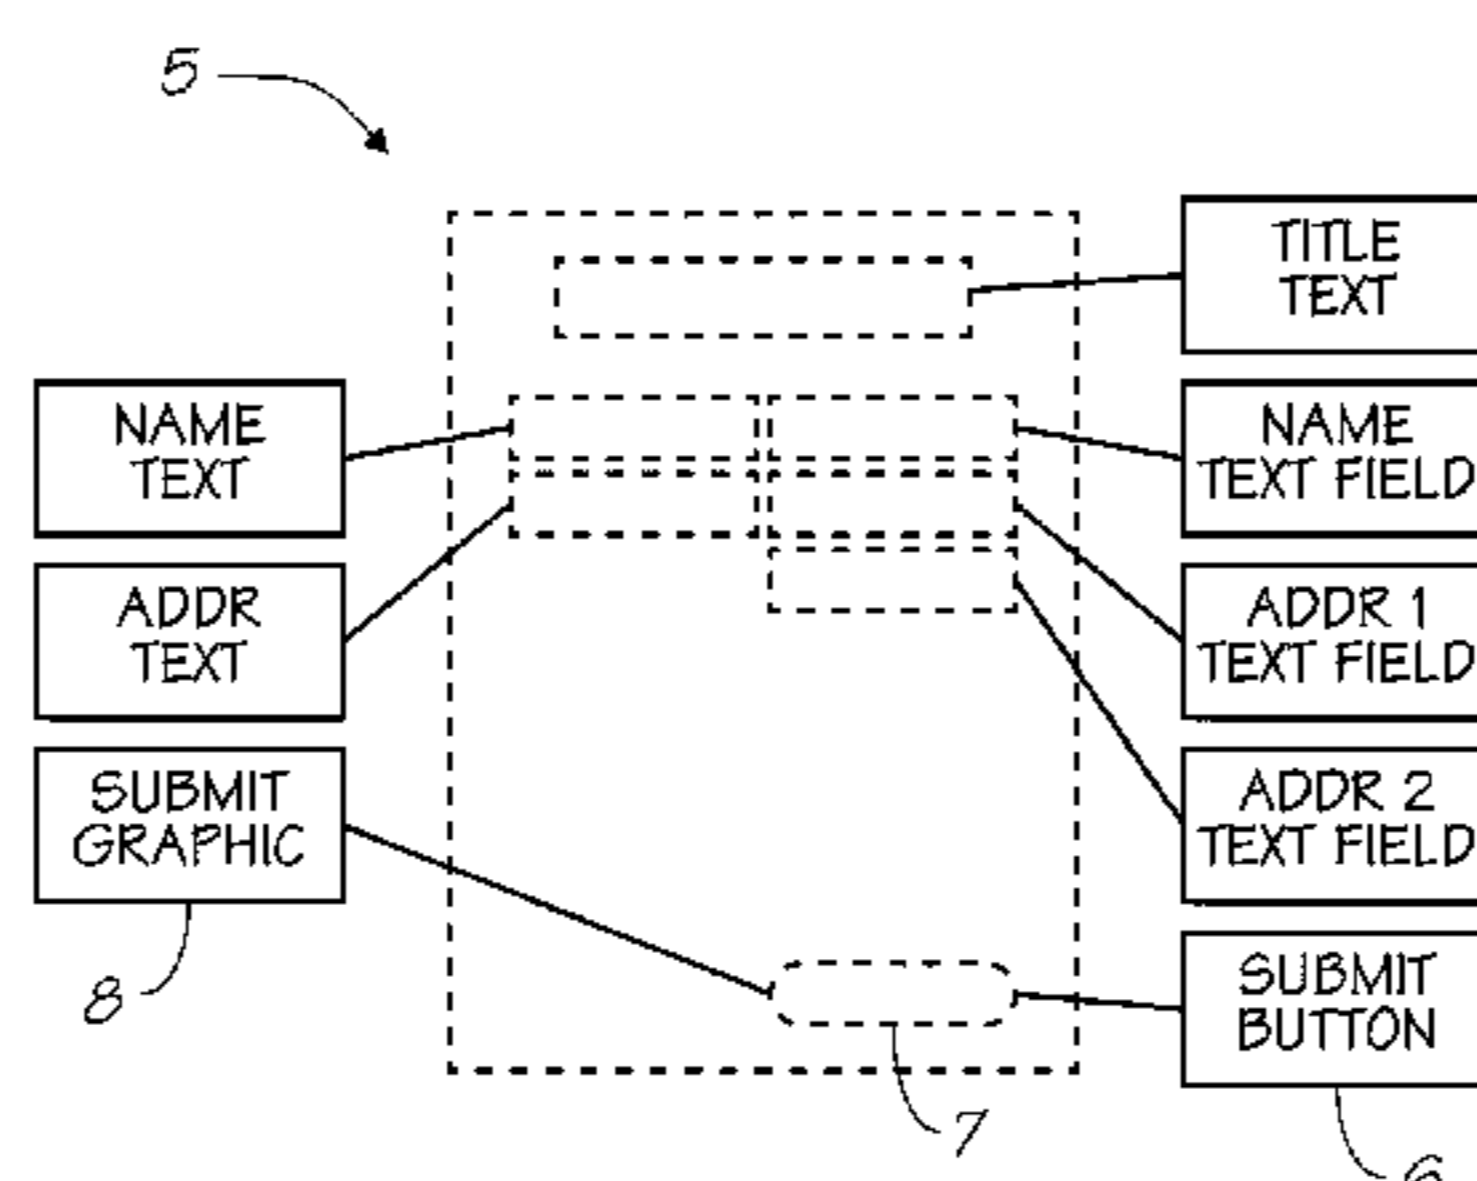 5
TITLE
TEXT
NAME
TEXT
NAME
TEXT FIELD
ADDR
TEXT
ADDR 1
TEXT FIELD
SUBMIT
GRAPHIC
ADDR 2
TEXT FIELD
8
SUBMIT
BUTTON
7
6